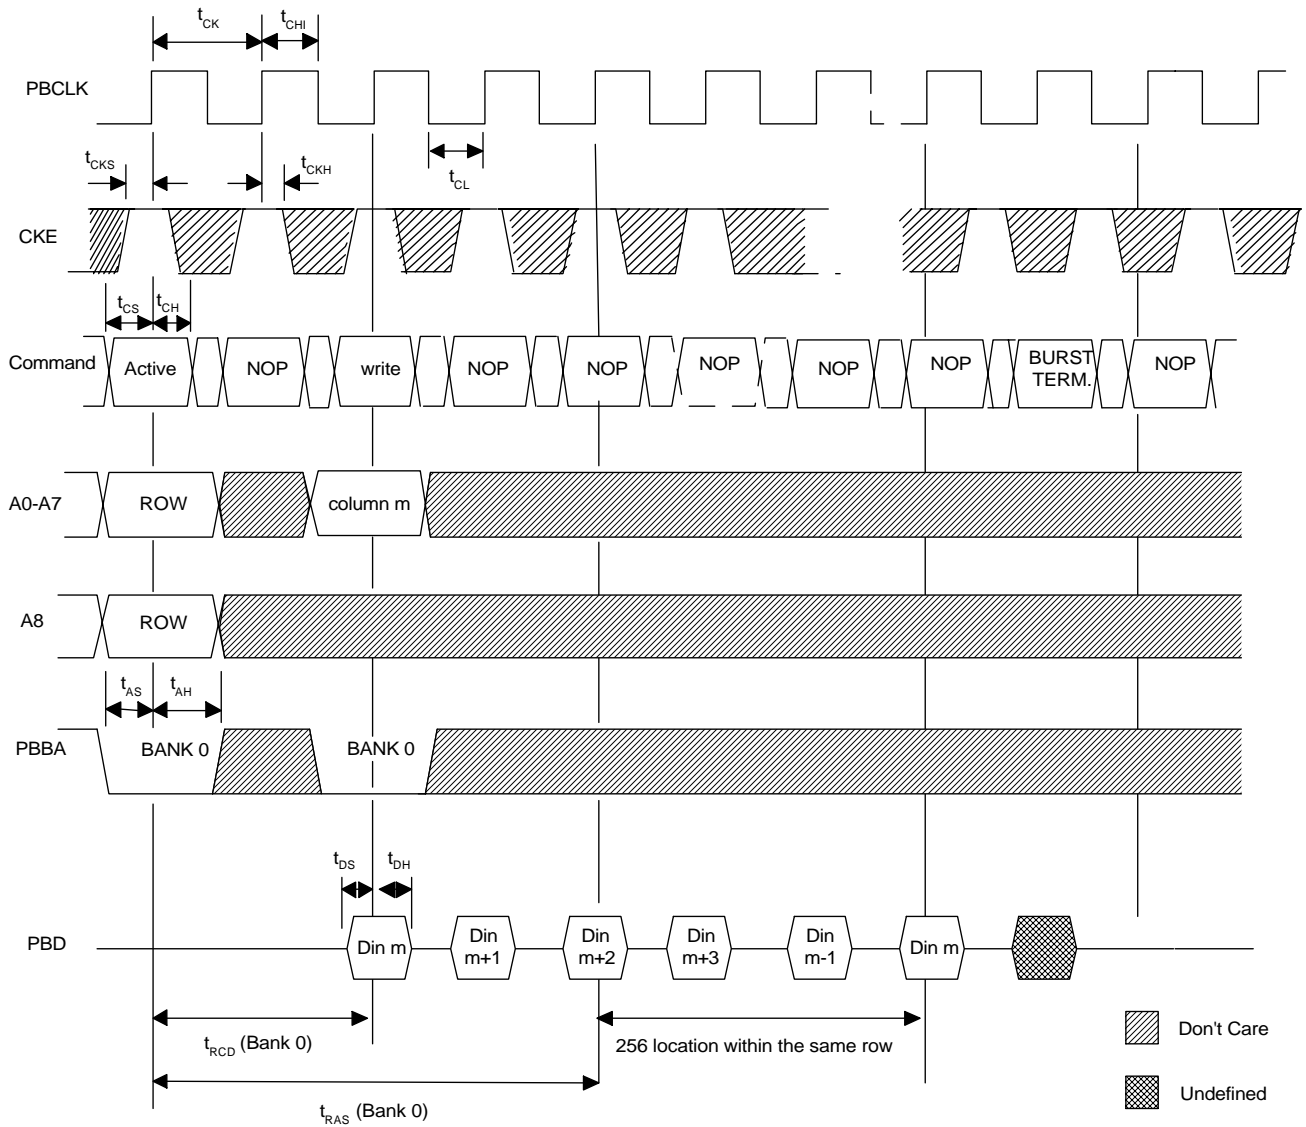 tCK
tCHI
PBCLK
tCKS
tCKH
tCL
CKE
tCS
tCH
Command
Active
NOP
write
NOP
NOP
NOP
NOP
NOP
BURST
TERM.
NOP
A0-A7
ROW
column m
A8
ROW
tAS
tAH
PBBA
BANK 0
BANK 0
tDS
tDH
PBD
Din m
Din
m+1
Din
m+2
Din
m+3
Din
m-1
Din m
tRCD (Bank 0)
256 location within the same row
Don't Care
tRAS (Bank 0)
Undefined